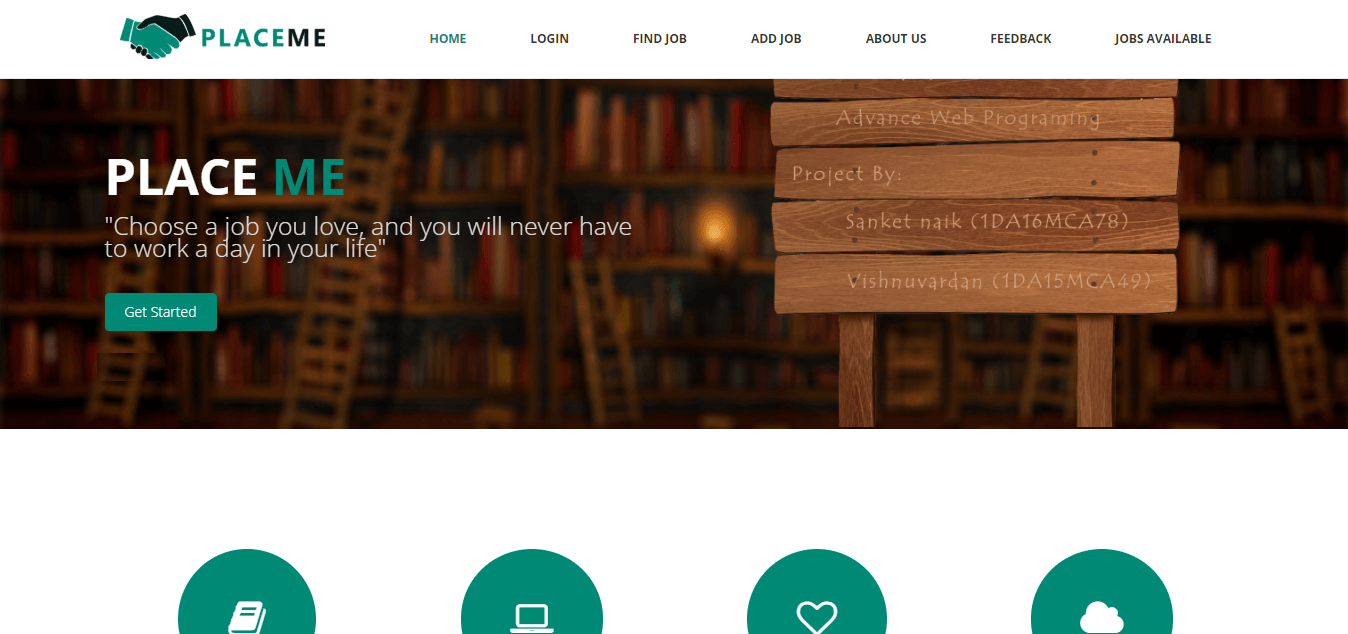 PLACEME
HOME
LOGIN
FIND JOB
ADD JOB
ABOUT US
FEEDBACK
JOBS AVAILABLE
PLACE ME
"Choose a job you love, and you will never have
to work a day in your life"
Get Started
Advance Web Programing
Project By:
Sanket naik (1DA16MCA78)
Vishnuvardan (1DA15MCA49)